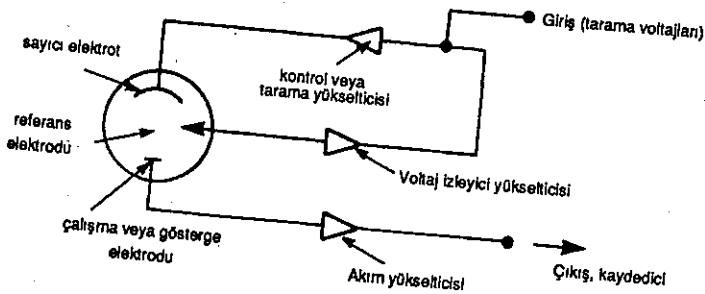 Giriş (tarama voltajları)
sayıcı elektrot
kontrol veya
tarama yükselticisi
referans
elektrodu
Voltaj izleyici yükselticisi
çalışma veya gösterge
elektrodu
Akım yükselticisi
Çıkış, kaydedici